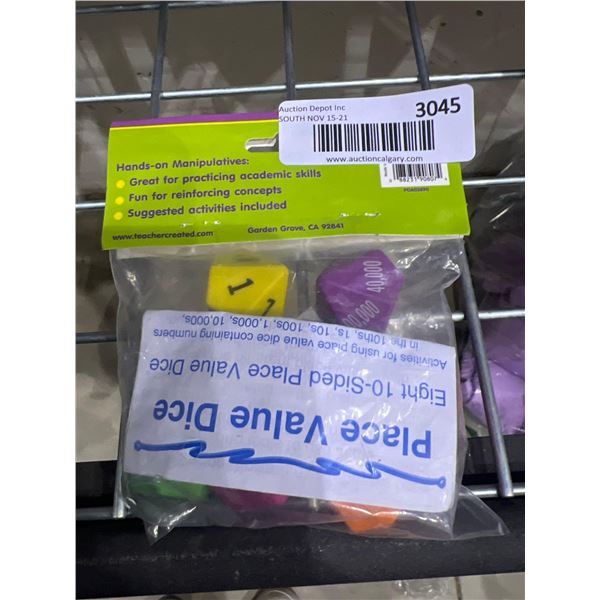 Auction Depot Inc
SOUTH NOV 15-21
3045
www.auctioncalgary.com
Hands-on Manipulatives:
Great for practicing academic skills
Fun for reinforcing concepts
Suggested activities included
www.teachercreated.com
Garden Grove, CA 92841
1
1
40,000
Place Value Dice
Eight 10-Sided Place Value Dice
Activities for using place value dice containing numbers
in the 10ths, 1s, 10s, 100s, 1,000s, 10,000s,